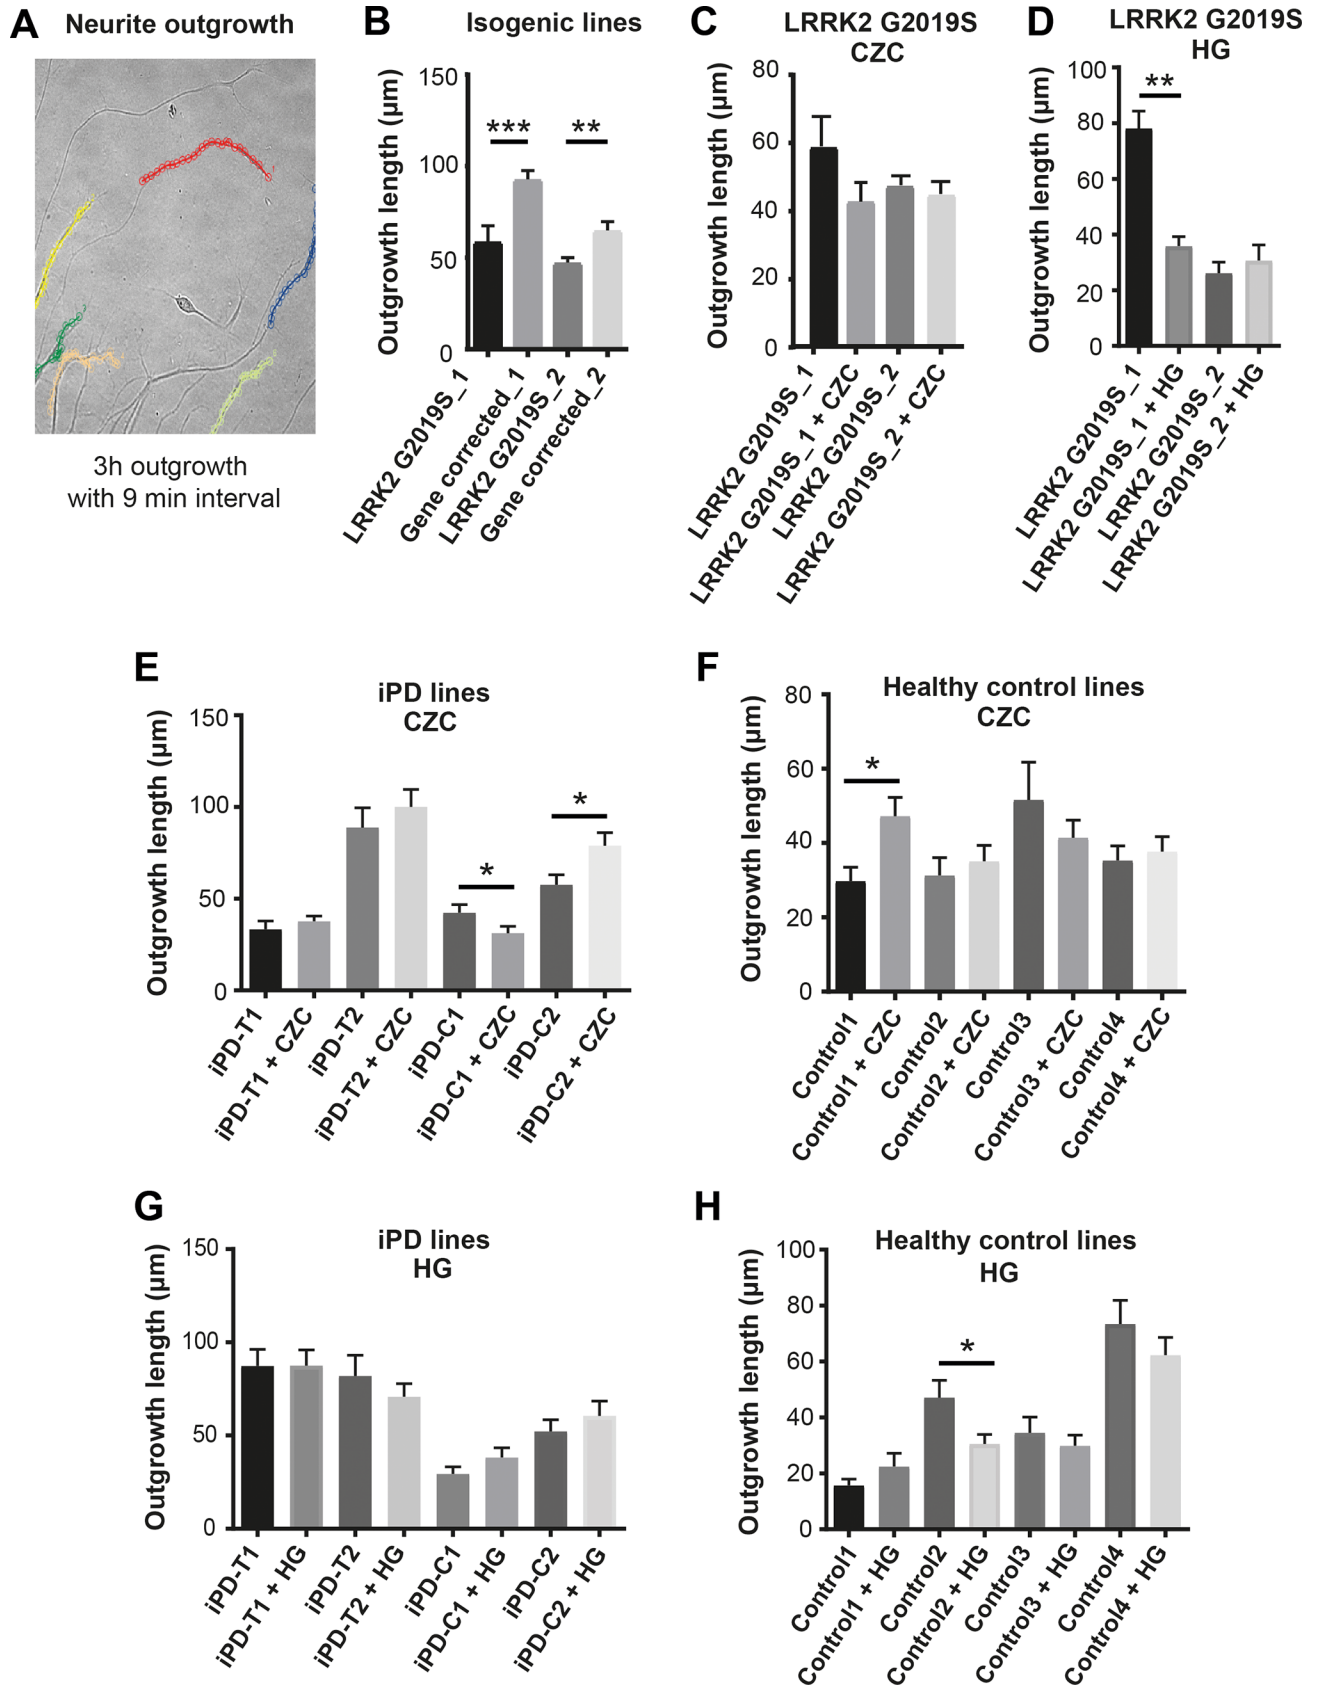 A Neurite outgrowth
3h outgrowth
with 9 min interval
B Isogenic lines
Outgrowth length (µm)
150
100
50
0
***
**
LRRK2 G2019S_1
Gene corrected_1
LRRK2 G2019S_2
Gene corrected_2
C LRRK2 G2019S
CZC
Outgrowth length (µm)
80
60
40
20
0
LRRK2 G2019S_1
LRRK2 G2019S_1 + CZC
LRRK2 G2019S_2
LRRK2 G2019S_2 + CZC
D LRRK2 G2019S
HG
Outgrowth length (µm)
100
80
60
40
20
0
**
LRRK2 G2019S_1
LRRK2 G2019S_1 + HG
LRRK2 G2019S_2
LRRK2 G2019S_2 + HG
E
iPD lines
CZC
Outgrowth length (µm)
150
100
50
0
*
*
iPD-T1
iPD-T1 + CZC
iPD-T2
iPD-T2 + CZC
iPD-C1
iPD-C1 + CZC
iPD-C2
iPD-C2 + CZC
F
Healthy control lines
CZC
Outgrowth length (µm)
80
60
40
20
0
*
Control1
Control1 + CZC
Control2
Control2 + CZC
Control3
Control3 + CZC
Control4
Control4 + CZC
G
iPD lines
HG
Outgrowth length (µm)
150
100
50
0
iPD-T1
iPD-T1 + HG
iPD-T2
iPD-T2 + HG
iPD-C1
iPD-C1 + HG
iPD-C2
iPD-C2 + HG
H
Healthy control lines
HG
Outgrowth length (µm)
100
80
60
40
20
0
*
Control1
Control1 + HG
Control2
Control2 + HG
Control3
Control3 + HG
Control4
Control4 + HG